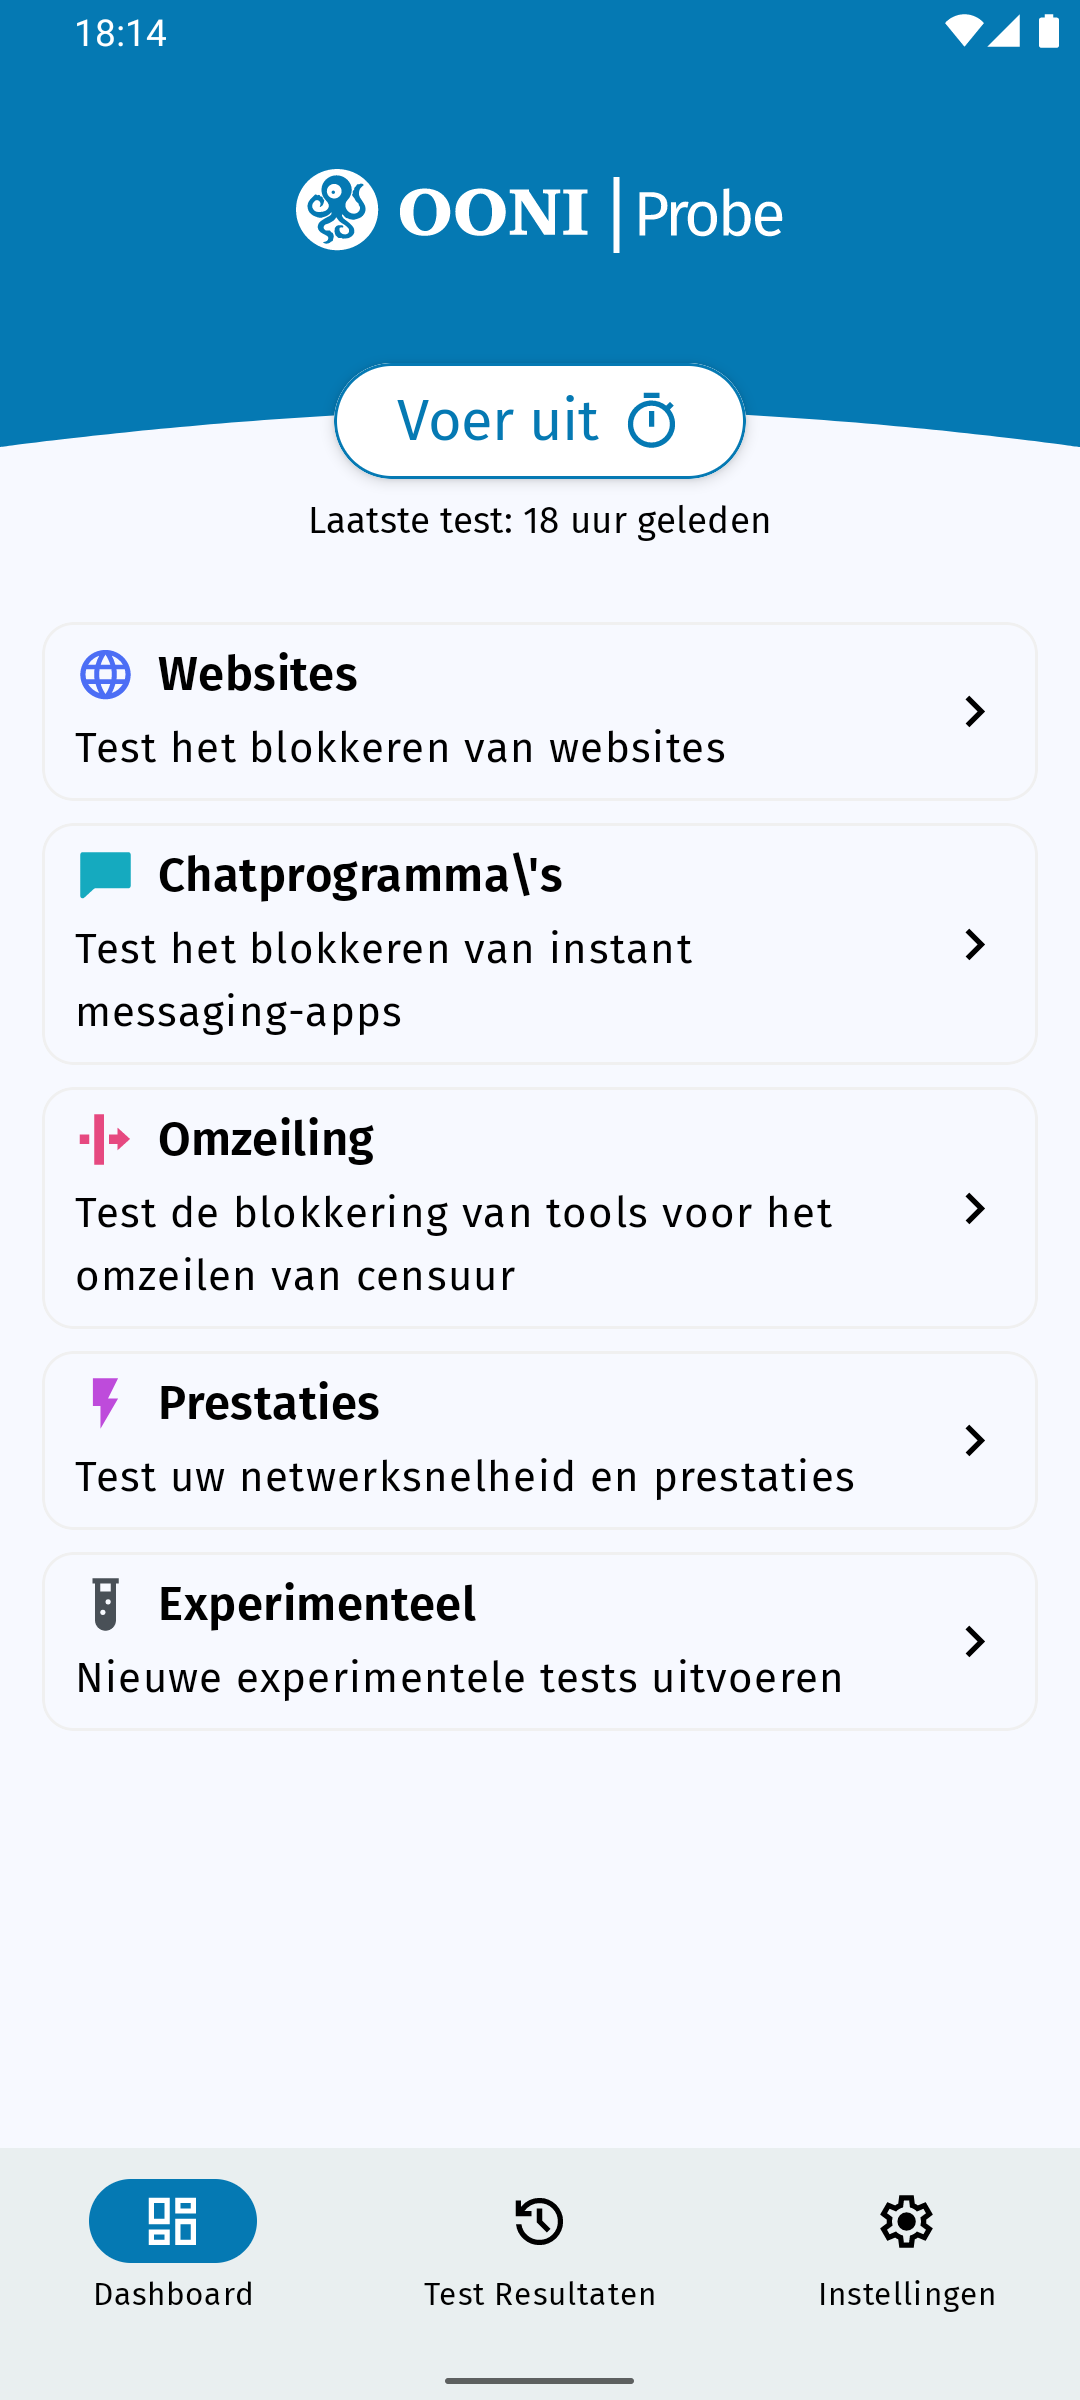 18:14
OONI | Probe
Voer uit
Laatste test: 18 uur geleden
Websites
Test het blokkeren van websites
Chatprogramma\'s
Test het blokkeren van instant
messaging-apps
Omzeiling
Test de blokkering van tools voor het
omzeilen van censuur
Prestaties
Test uw netwerksnelheid en prestaties
Experimenteel
Nieuwe experimentele tests uitvoeren
Dashboard
Test Resultaten
Instellingen